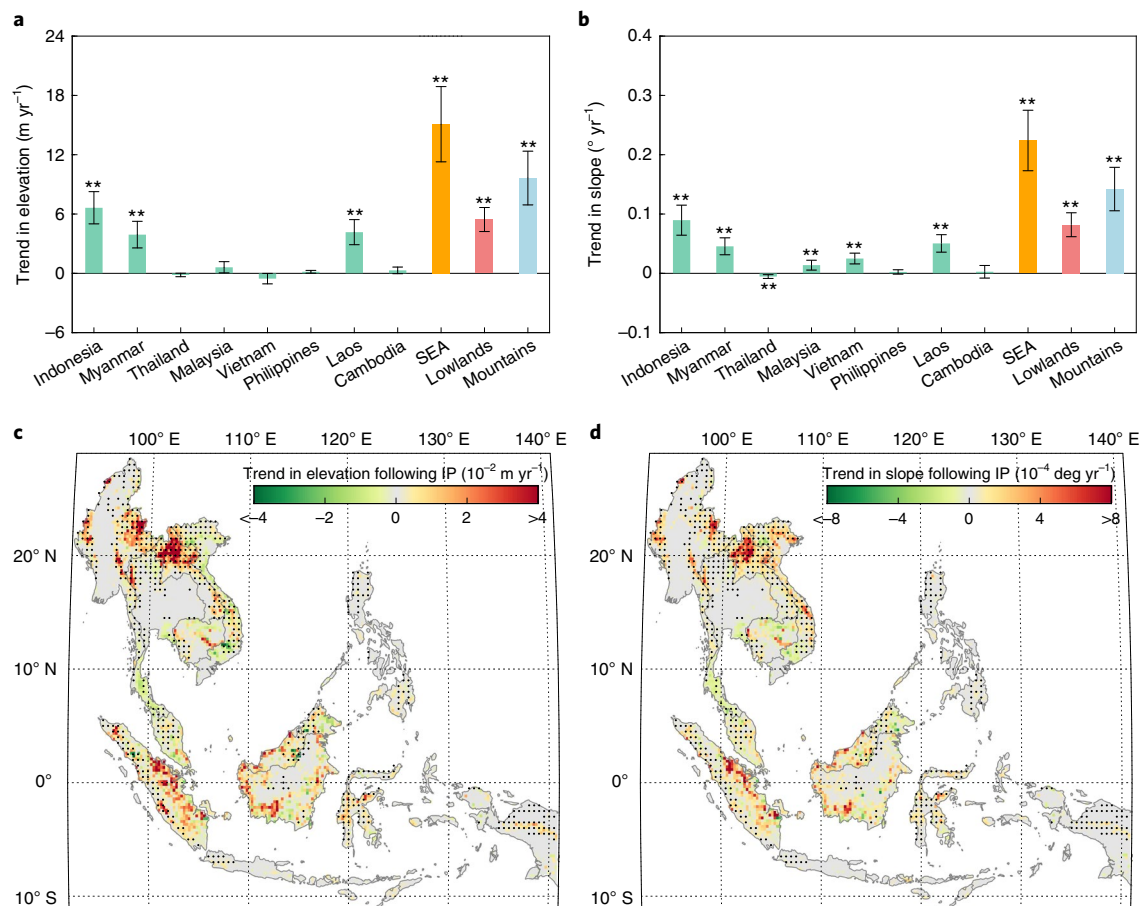 a
Trend in elevation (m yr⁻¹)
24
18
12
6
0
−6
**
**
**
**
**
**
Indonesia
Myanmar
Thailand
Malaysia
Vietnam
Philippines
Laos
Cambodia
SEA
Lowlands
Mountains
b
Trend in slope (° yr⁻¹)
0.4
0.3
0.2
0.1
0
−0.1
**
**
**
**
**
**
**
**
**
Indonesia
Myanmar
Thailand
Malaysia
Vietnam
Philippines
Laos
Cambodia
SEA
Lowlands
Mountains
c
100° E 110° E 120° E 130° E 140° E
Trend in elevation following IP (10⁻² m yr⁻¹)
<−4 −2 0 2 >4
20° N
10° N
0°
10° S
d
100° E 110° E 120° E 130° E 140° E
Trend in slope following IP (10⁻⁴ deg yr⁻¹)
<−8 −4 0 4 >8
20° N
10° N
0°
10° S